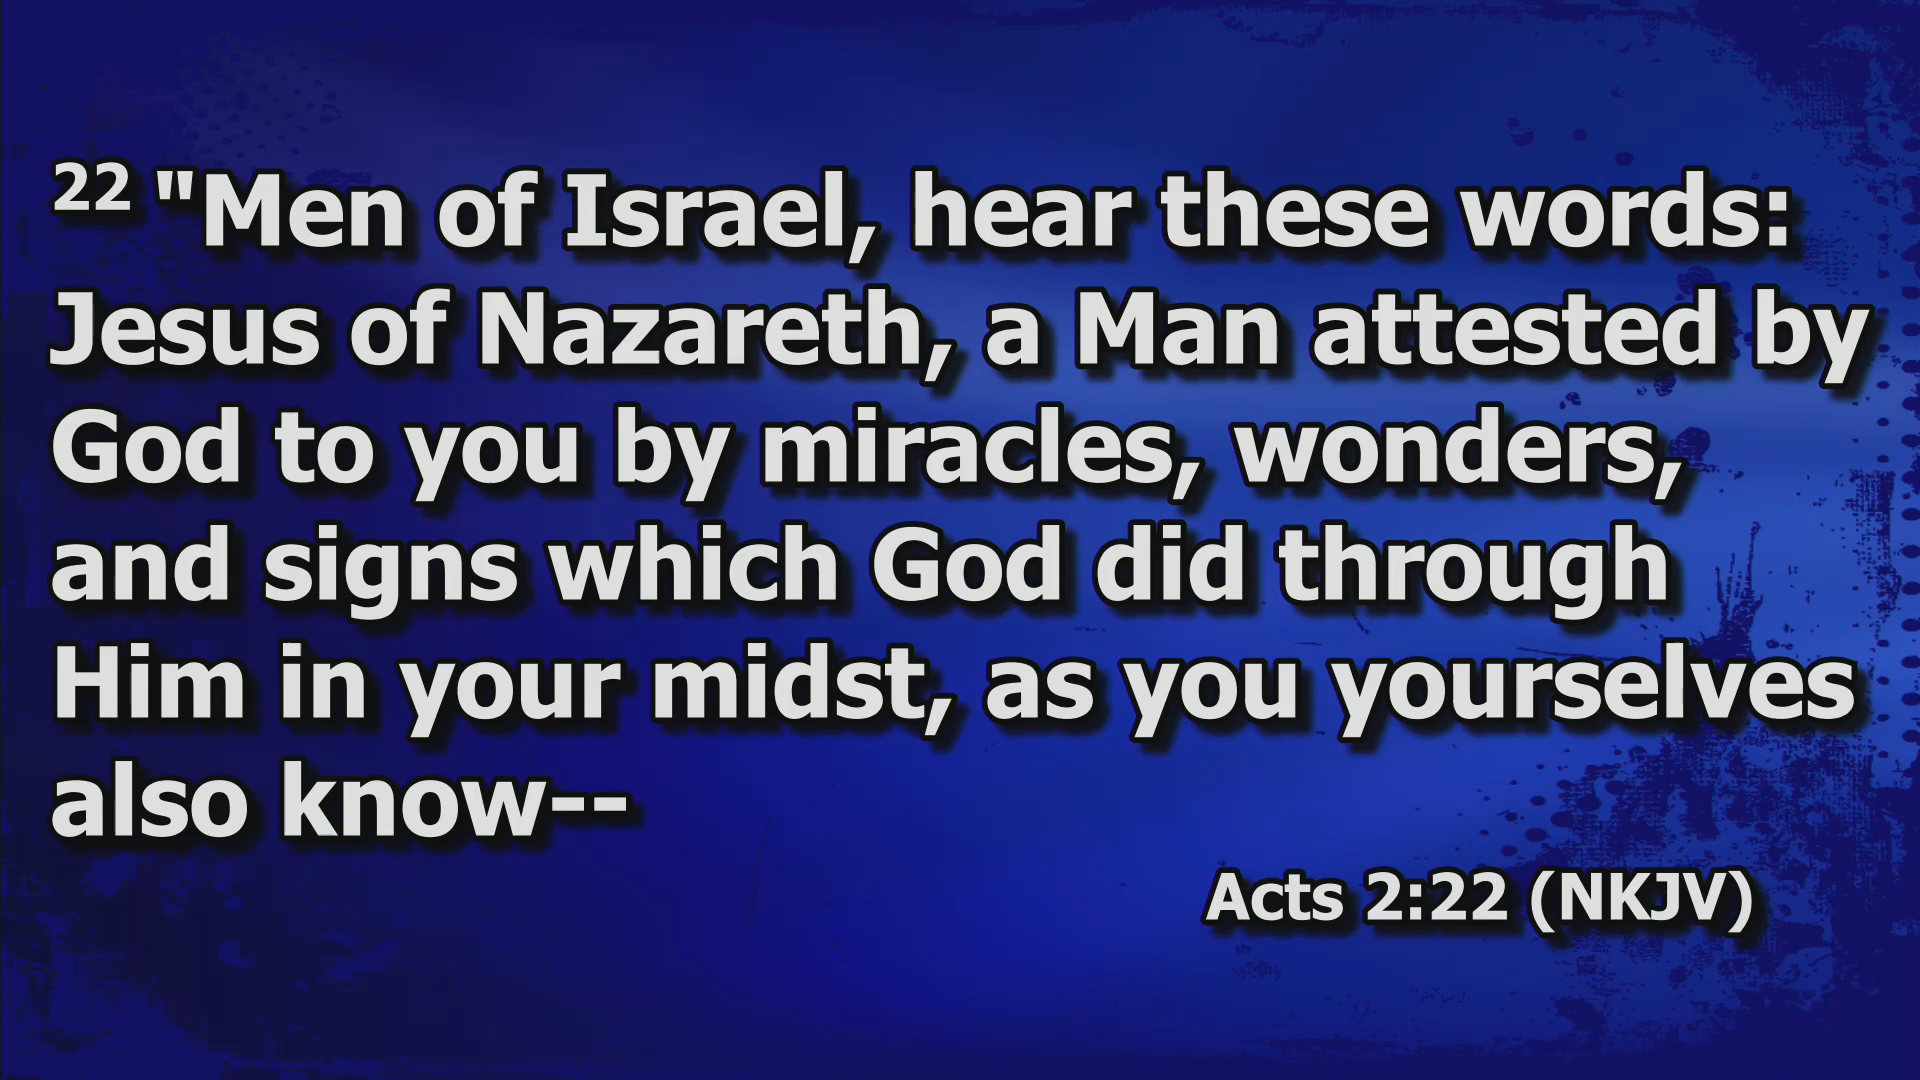 22 "Men of Israel, hear these words:
Jesus of Nazareth, a Man attested by
God to you by miracles, wonders,
and signs which God did through
Him in your midst, as you yourselves
also know--
Acts 2:22 (NKJV)